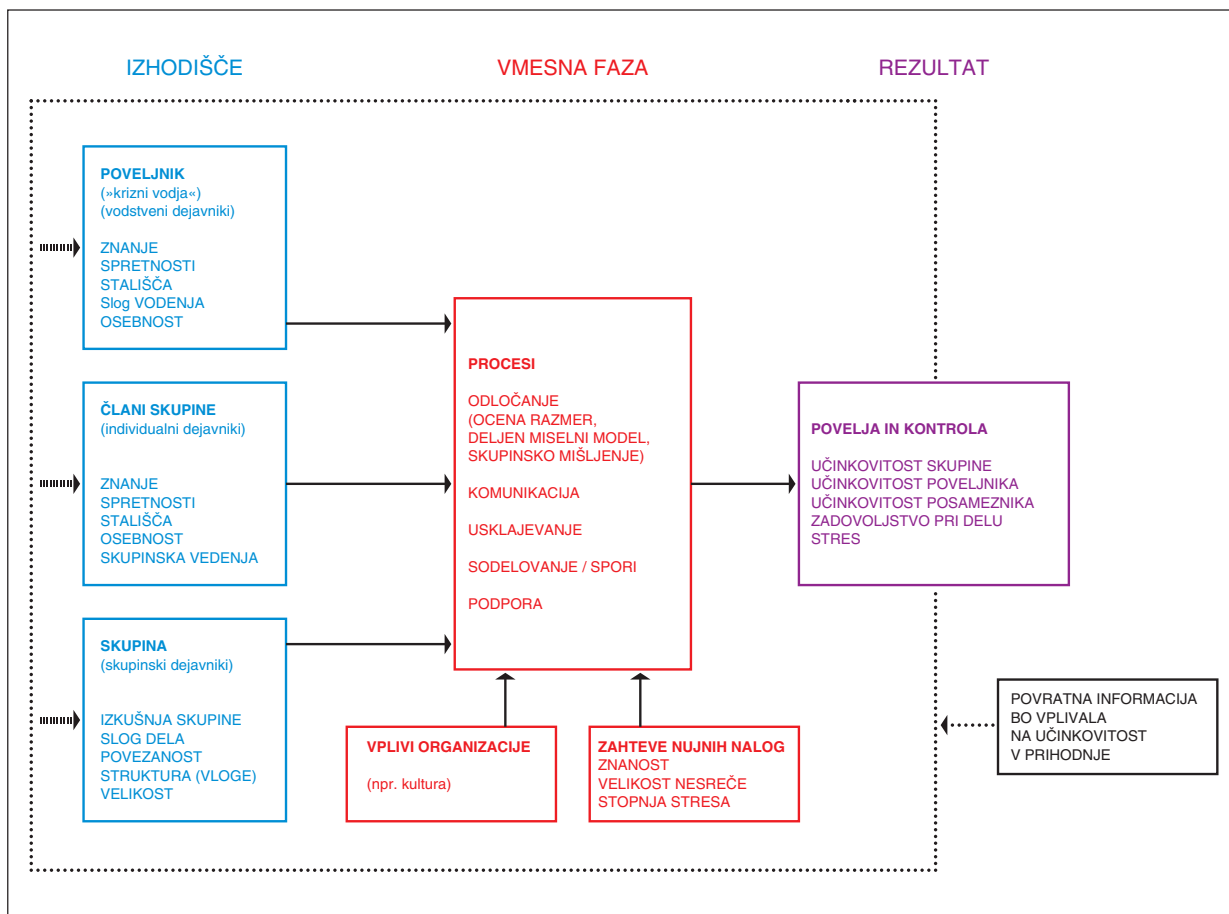 IZHODIŠČE
VMESNA FAZA
REZULTAT
POVELJNIK
(»krizni vodja«)
(vodstveni dejavniki)
ZNANJE
SPRETNOSTI
STALIŠČA
Slog VODENJA
OSEBNOST
ČLANI SKUPINE
(individualni dejavniki)
ZNANJE
SPRETNOSTI
STALIŠČA
OSEBNOST
SKUPINSKA VEDENJA
SKUPINA
(skupinski dejavniki)
IZKUŠNJA SKUPINE
SLOG DELA
POVEZANOST
STRUKTURA (VLOGE)
VELIKOST
PROCESI
ODLOČANJE
(OCENA RAZMER,
DELJEN MISELNI MODEL,
SKUPINSKO MIŠLJENJE)
KOMUNIKACIJA
USKLAJEVANJE
SODELOVANJE / SPORI
PODPORA
VPLIVI ORGANIZACIJE
(npr. kultura)
ZAHTEVE NUJNIH NALOG
ZNANOST
VELIKOST NESREČE
STOPNJA STRESA
POVELJA IN KONTROLA
UČINKOVITOST SKUPINE
UČINKOVITOST POVELJNIKA
UČINKOVITOST POSAMEZNIKA
ZADOVOLJSTVO PRI DELU
STRES
POVRATNA INFORMACIJA
BO VPLIVALA
NA UČINKOVITOST
V PRIHODNJE